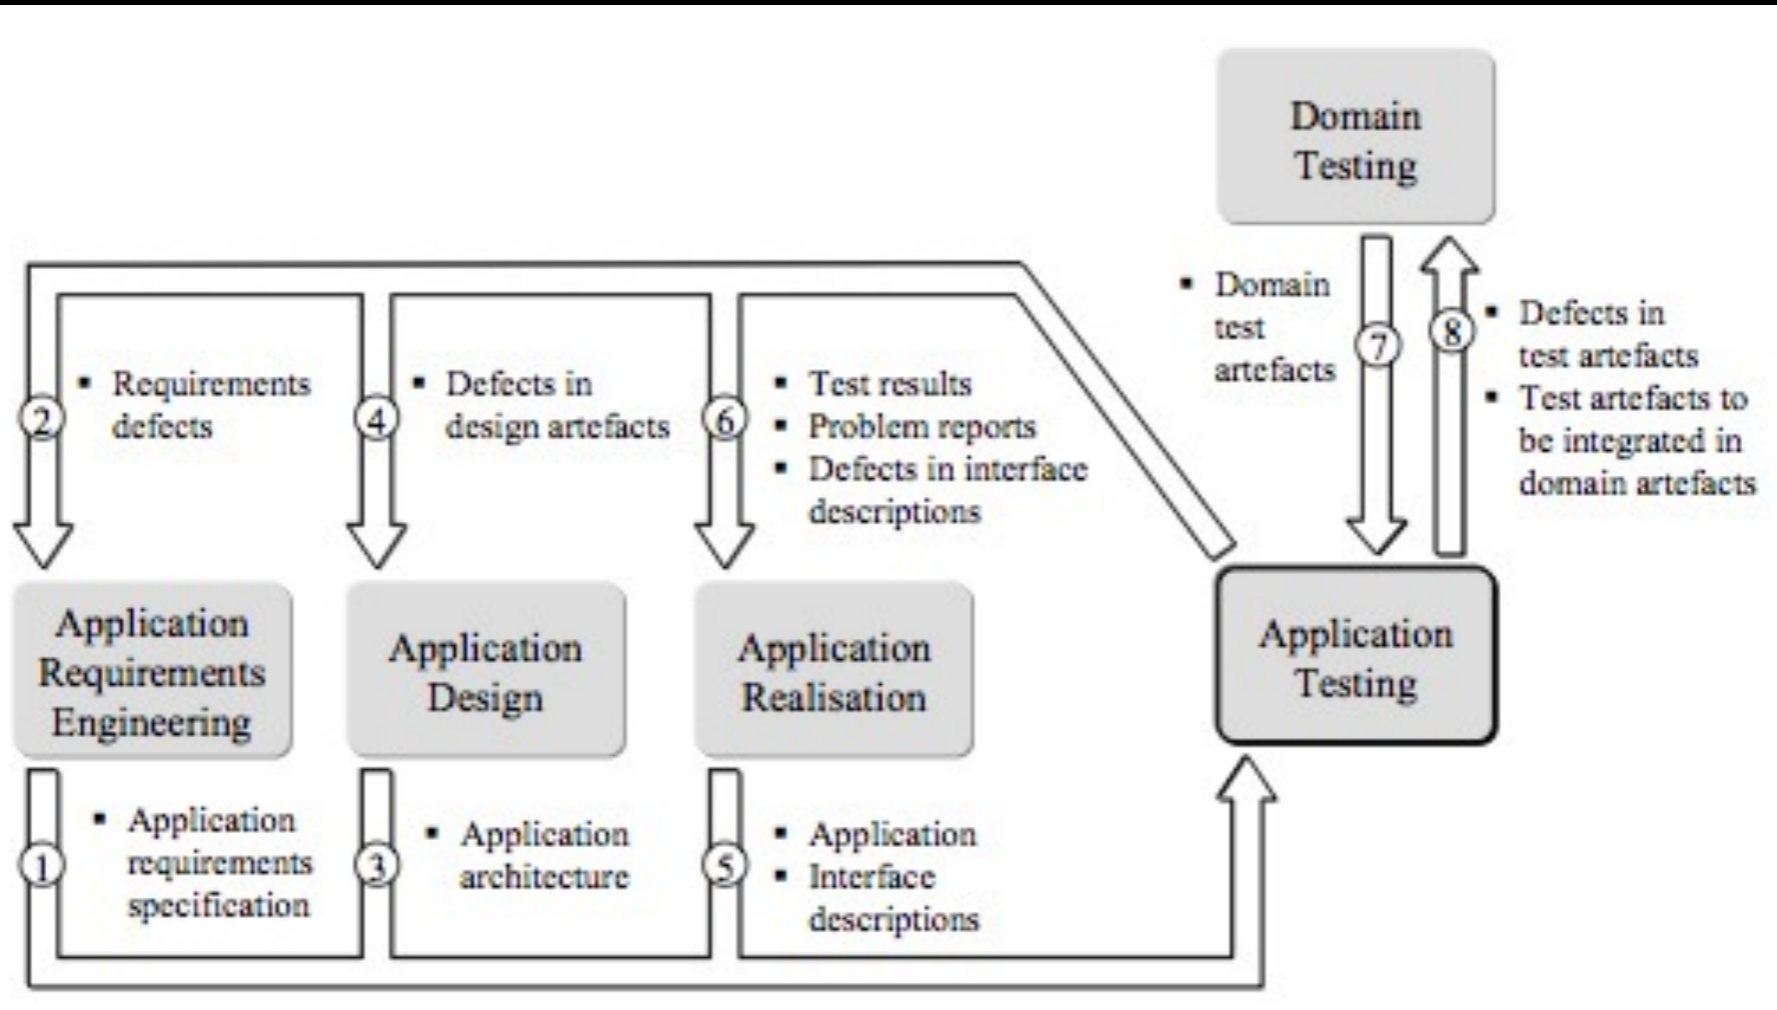 Domain
Testing
▪ Domain
test
artefacts
7
8
▪ Defects in
test artefacts
▪ Test artefacts to
be integrated in
domain artefacts
2
▪ Requirements
defects
4
▪ Defects in
design artefacts
6
▪ Test results
▪ Problem reports
▪ Defects in interface
descriptions
Application
Requirements
Engineering
Application
Design
Application
Realisation
Application
Testing
1
▪ Application
requirements
specification
3
▪ Application
architecture
5
▪ Application
▪ Interface
descriptions